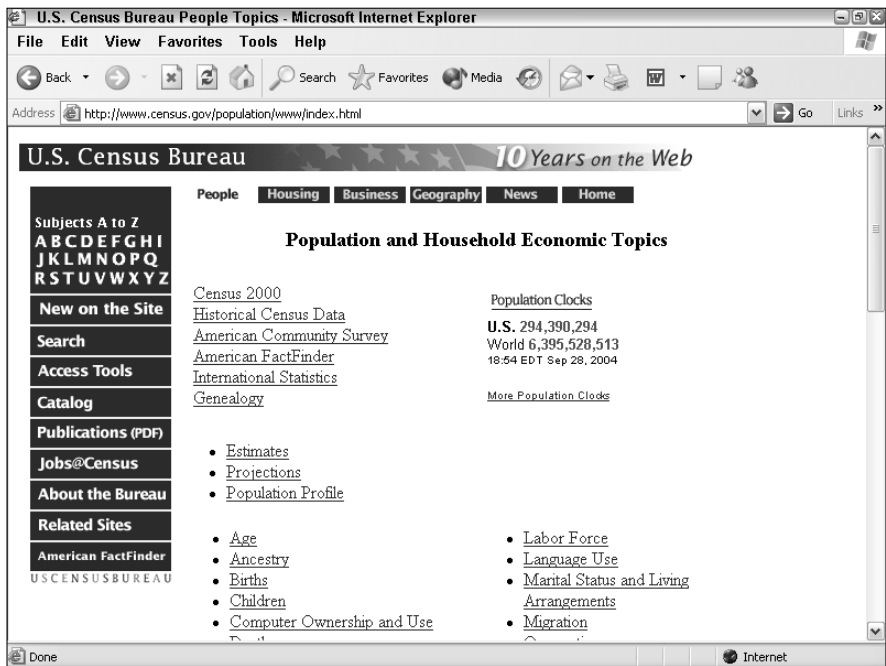 U.S. Census Bureau People Topics - Microsoft Internet Explorer
File Edit View Favorites Tools Help
Back Search Favorites Media
Address http://www.census.gov/population/www/index.html Go Links »
U.S. Census Bureau 10 Years on the Web
People Housing Business Geography News Home
Subjects A to Z
A B C D E F G H I
J K L M N O P Q
R S T U V W X Y Z
New on the Site
Search
Access Tools
Catalog
Publications (PDF)
Jobs@Census
About the Bureau
Related Sites
American FactFinder
USCENSUSBUREAU
Population and Household Economic Topics
Census 2000
Historical Census Data
American Community Survey
American FactFinder
International Statistics
Genealogy
Population Clocks
U.S. 294,390,294
World 6,395,528,513
18:54 EDT Sep 28, 2004
More Population Clocks
• Estimates
• Projections
• Population Profile
• Age
• Ancestry
• Births
• Children
• Computer Ownership and Use
• Labor Force
• Language Use
• Marital Status and Living
Arrangements
• Migration
Done Internet